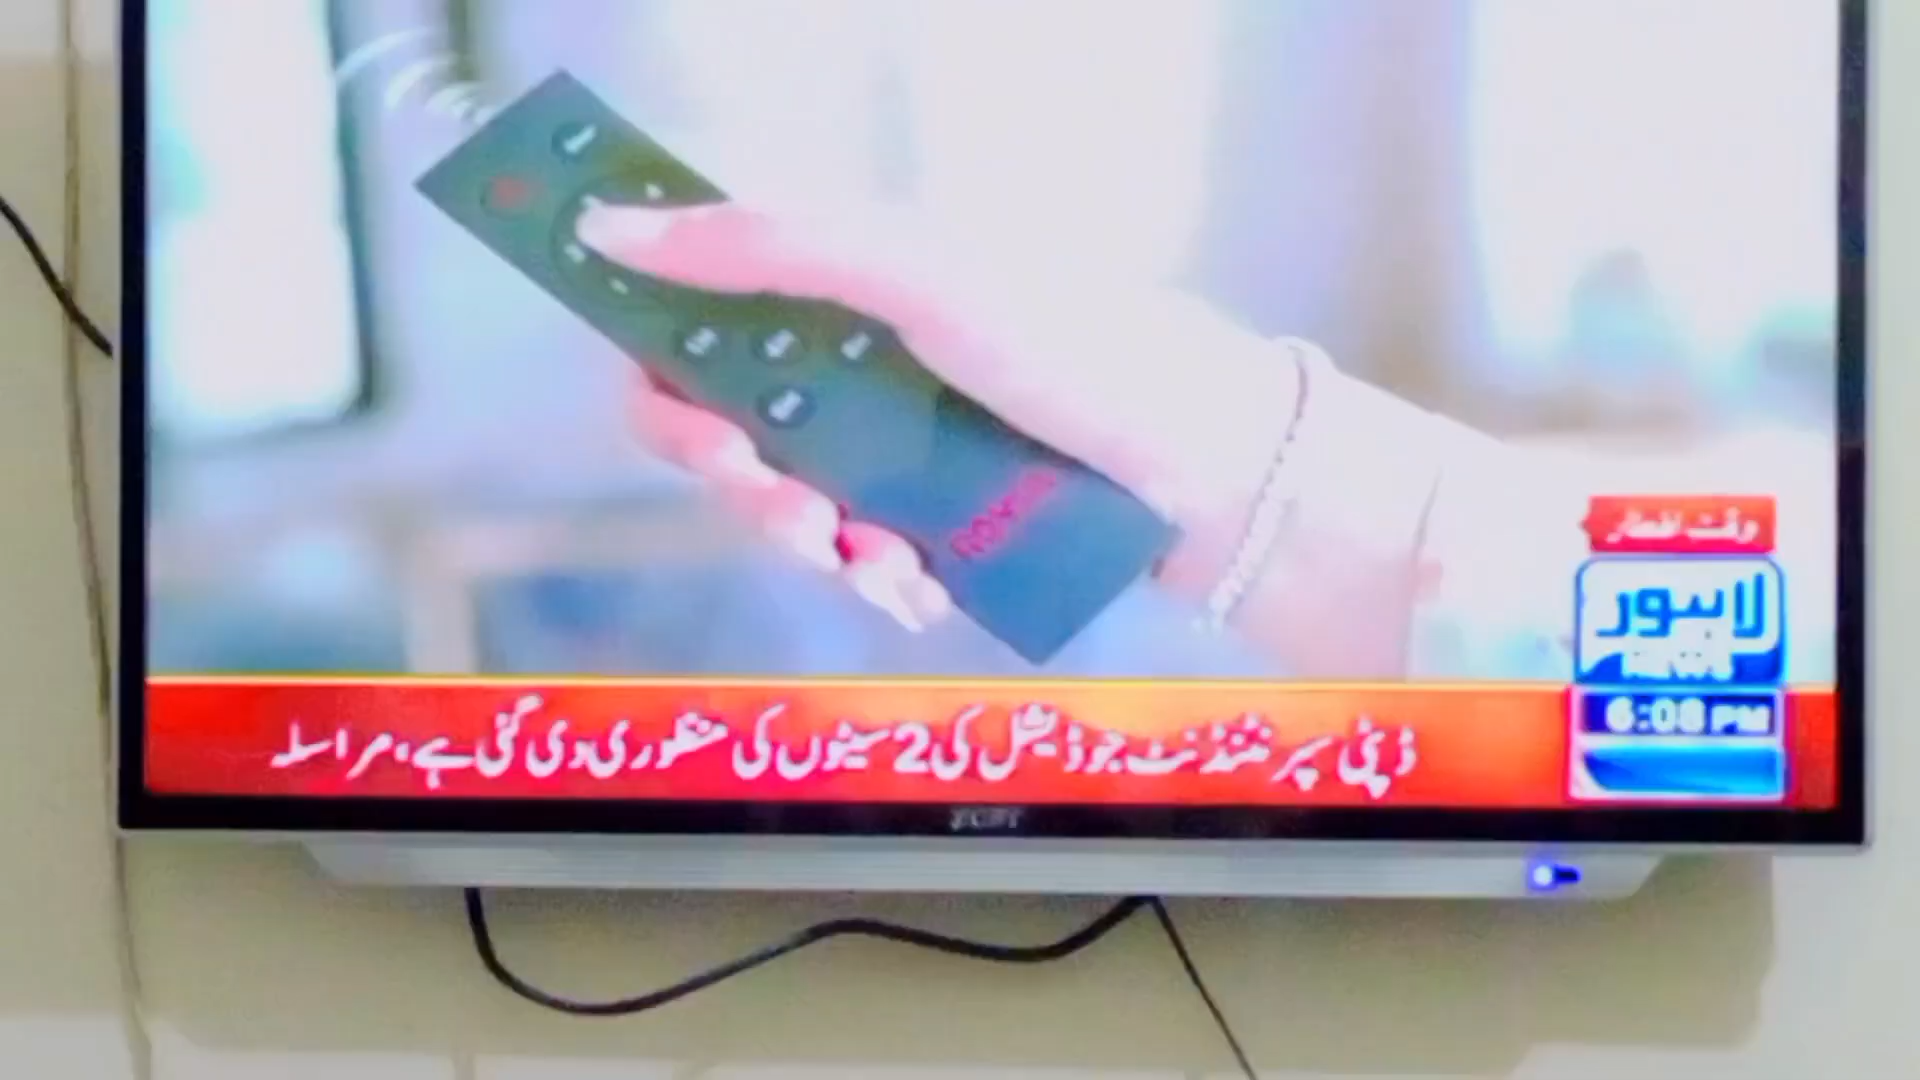 وقت افطار
لاہور
NEWS
6:08 PM
ڈپٹی سپرنٹنڈنٹ جوڈیشل کی 2 سیٹوں کی منظوری دی گئی ہے، مراسلہ